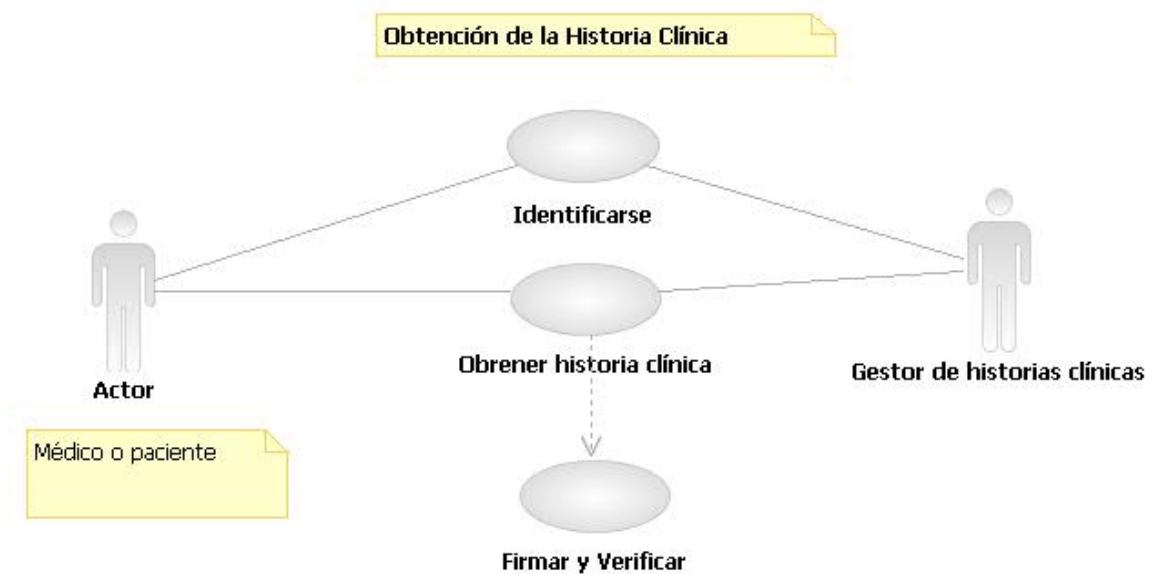 Obtención de la Historia Clínica
Identificarse
Obrener historia clínica
Gestor de historias clínicas
Actor
Médico o paciente
Firmar y Verificar